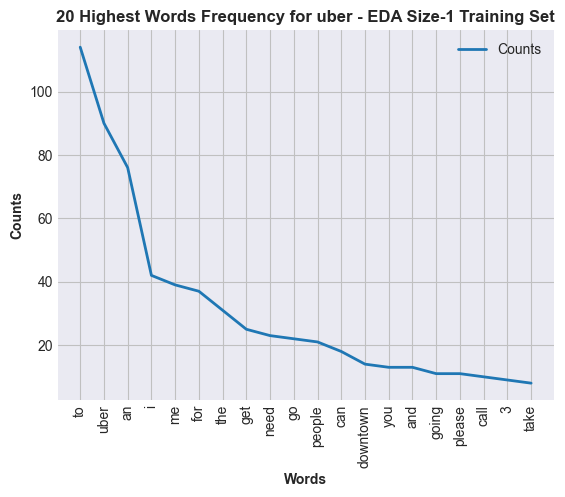 20 Highest Words Frequency for uber - EDA Size-1 Training Set
Counts
100
80
60
40
20
Counts
to
uber
an
i
me
for
the
get
need
go
people
can
downtown
you
and
going
please
call
3
take
Words